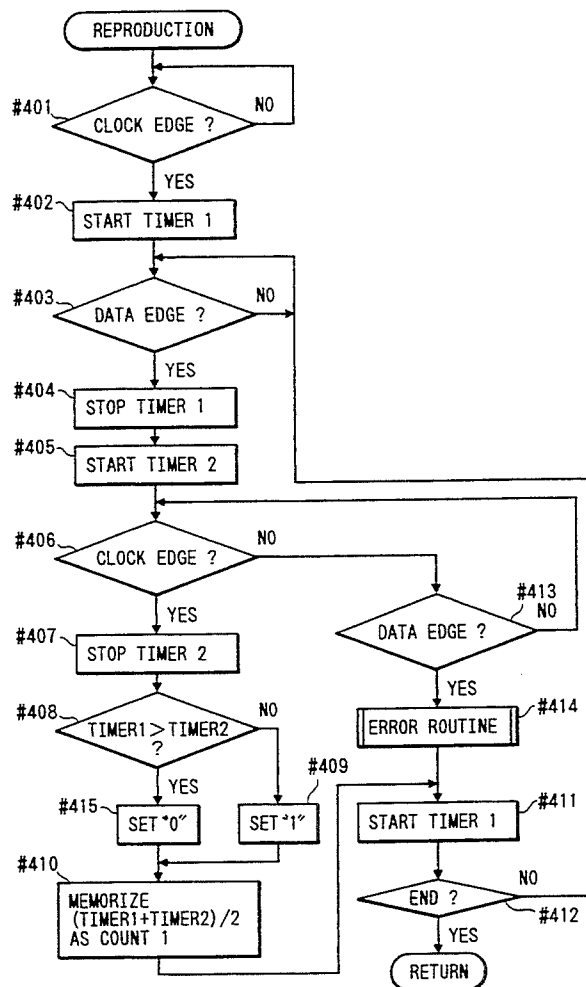 REPRODUCTION
#401
CLOCK EDGE ?
NO
YES
#402
START TIMER 1
#403
DATA EDGE ?
NO
YES
#404
STOP TIMER 1
#405
START TIMER 2
#406
CLOCK EDGE ?
NO
YES
#407
STOP TIMER 2
#408
TIMER1>TIMER2
?
NO
YES
#415
SET "0"
#409
SET "1"
#410
MEMORIZE
(TIMER1+TIMER2)/2
AS COUNT 1
#413
DATA EDGE ?
NO
YES
#414
ERROR ROUTINE
#411
START TIMER 1
END ?
NO
#412
YES
RETURN